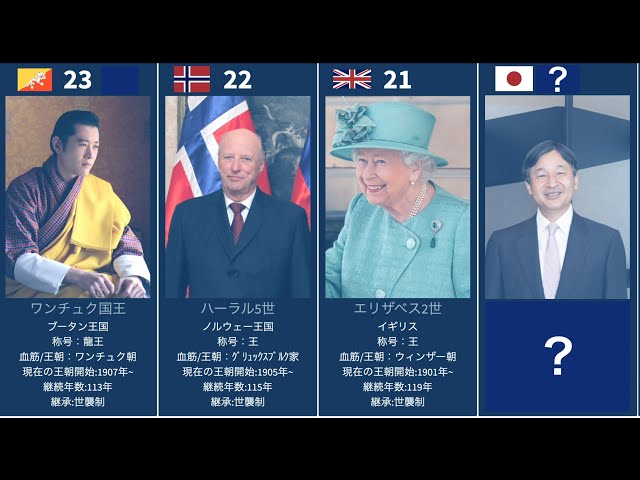 23
ワンチュク国王
ブータン王国
称号：龍王
血筋/王朝：ワンチュク朝
現在の王朝開始:1907年~
継続年数:113年
継承:世襲制
22
ハーラル5世
ノルウェー王国
称号：王
血筋/王朝：ｸﾞﾘｭｯｸｽﾌﾞﾙｸ家
現在の王朝開始:1905年~
継続年数:115年
継承:世襲制
21
エリザベス2世
イギリス
称号：王
血筋/王朝：ウィンザー朝
現在の王朝開始:1901年~
継続年数:119年
継承:世襲制
？
？